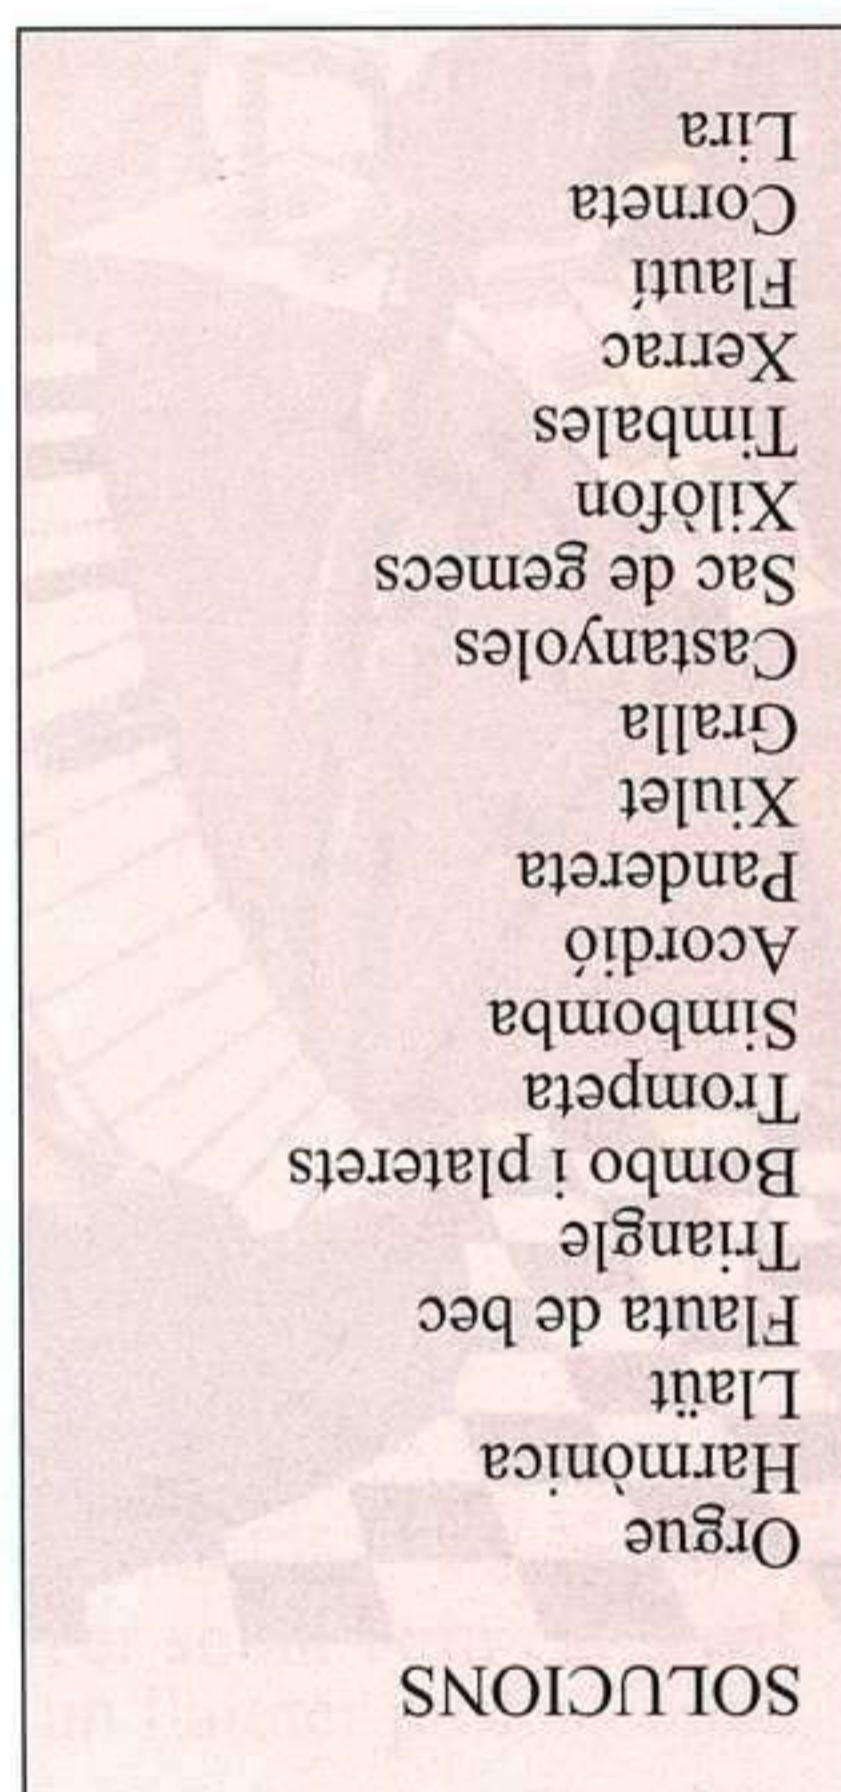 SOLUCIONS
Orgue
Harmònica
Llaüt
Flauta de bec
Triangle
Bombo i platerets
Trompeta
Simbomba
Acordió
Pandereta
Xiulet
Gralla
Castanyoles
Sac de gemecs
Xilòfon
Timbales
Xerrac
Flautí
Corneta
Lira